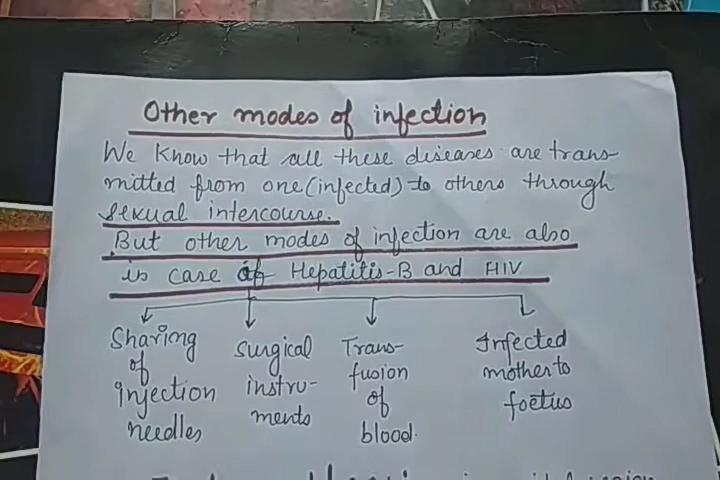 Other modes of infection
We know that all these diseases are trans-
mitted from one (infected) to others through
sexual intercourse.
But other modes of infection are also
in case of Hepatitis-B and HIV
Sharing
of
injection
needles
Surgical
instru-
ments
Trans-
fusion
of
blood.
Infected
mother to
foetus